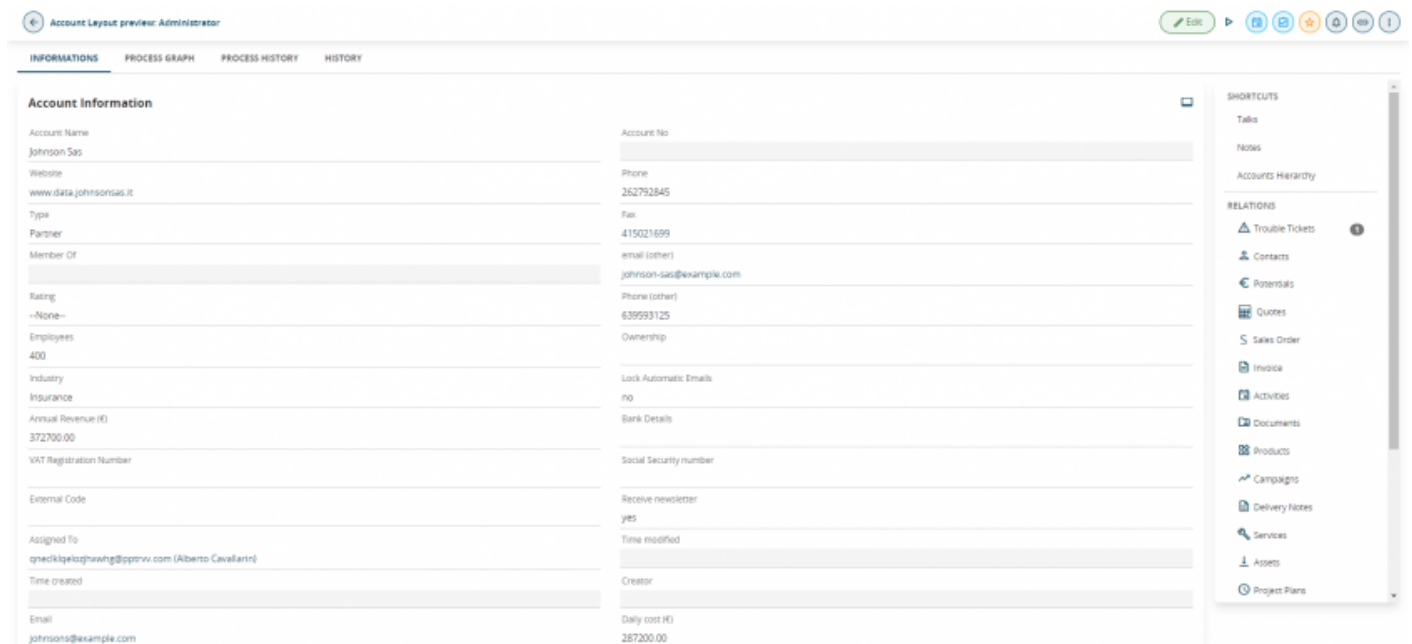 Account Layout preview: Administrator
Edit
INFORMATIONS PROCESS GRAPH PROCESS HISTORY HISTORY
Account Information
Account Name
Johnson Sas
Account No
Website
www.data.johnsonsas.it
Phone
262792845
Type
Partner
Fax
415021699
Member Of
email (other)
johnson-sas@example.com
Rating
--None--
Phone (other)
639593125
Employees
400
Ownership
Industry
Insurance
Lock Automatic Emails
no
Annual Revenue (€)
372700.00
Bank Details
VAT Registration Number
Social Security number
External Code
Receive newsletter
yes
Assigned To
(Alberto Cavallarin)
Time modified
Time created
Creator
Email
johnsons@example.com
Daily cost (€)
287200.00
SHORTCUTS
Talks
Notes
Accounts Hierarchy
RELATIONS
Trouble Tickets 1
Contacts
Potentials
Quotes
Sales Order
Invoice
Activities
Documents
Products
Campaigns
Delivery Notes
Services
Assets
Project Plans